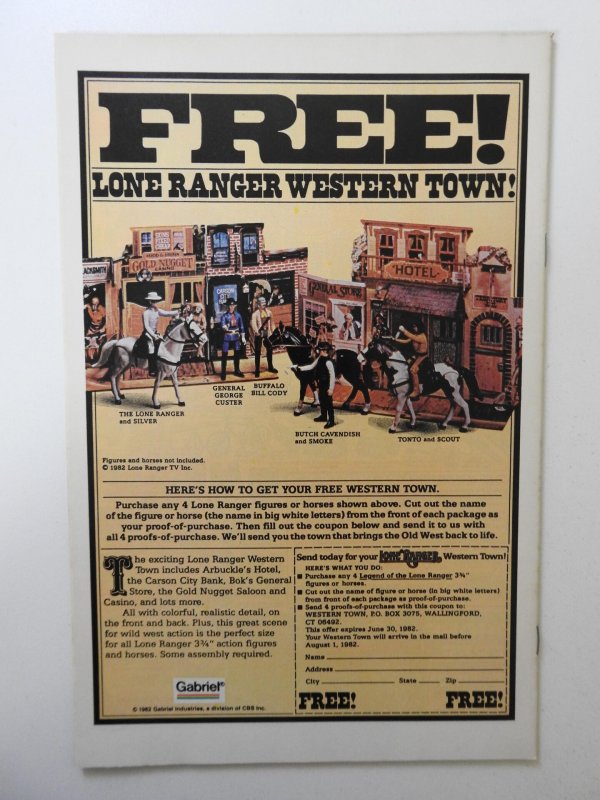 FREE!
LONE RANGER WESTERN TOWN!
GOLD NUGGET
CASINO
GENERAL STORE
HOTEL
THE LONE RANGER
and SILVER
GENERAL
GEORGE
CUSTER
BUFFALO
BILL CODY
BUTCH CAVENDISH
and SMOKE
TONTO and SCOUT
Figures and horses not included.
© 1982 Lone Ranger TV Inc.
HERE'S HOW TO GET YOUR FREE WESTERN TOWN.
Purchase any 4 Lone Ranger figures or horses shown above. Cut out the name
of the figure or horse (the name in big white letters) from the front of each package as
your proof-of-purchase. Then fill out the coupon below and send it to us with
all 4 proofs-of-purchase. We'll send you the town that brings the Old West back to life.
The exciting Lone Ranger Western
Town includes Arbuckle's Hotel,
the Carson City Bank, Bok's General
Store, the Gold Nugget Saloon and
Casino, and lots more.
All with colorful, realistic detail, on
the front and back. Plus, this great scene
for wild west action is the perfect size
for all Lone Ranger 3¾" action figures
and horses. Some assembly required.
Gabriel®
© 1982 Gabriel Industries, a division of CBS Inc.
Send today for your LONE RANGER Western Town!
HERE'S WHAT YOU DO:
■ Purchase any 4 Legend of the Lone Ranger 3¾"
figures or horses.
■ Cut out name of figure or horse (in big white letters)
from front of each package as proof-of-purchase.
■ Send 4 proofs-of-purchase with this coupon to:
WESTERN TOWN, P.O. BOX 3075, WALLINGFORD,
CT 06492.
This offer expires June 30, 1982.
Your Western Town will arrive in the mail before
August 1, 1982.
Name
Address
City State Zip
FREE! FREE!